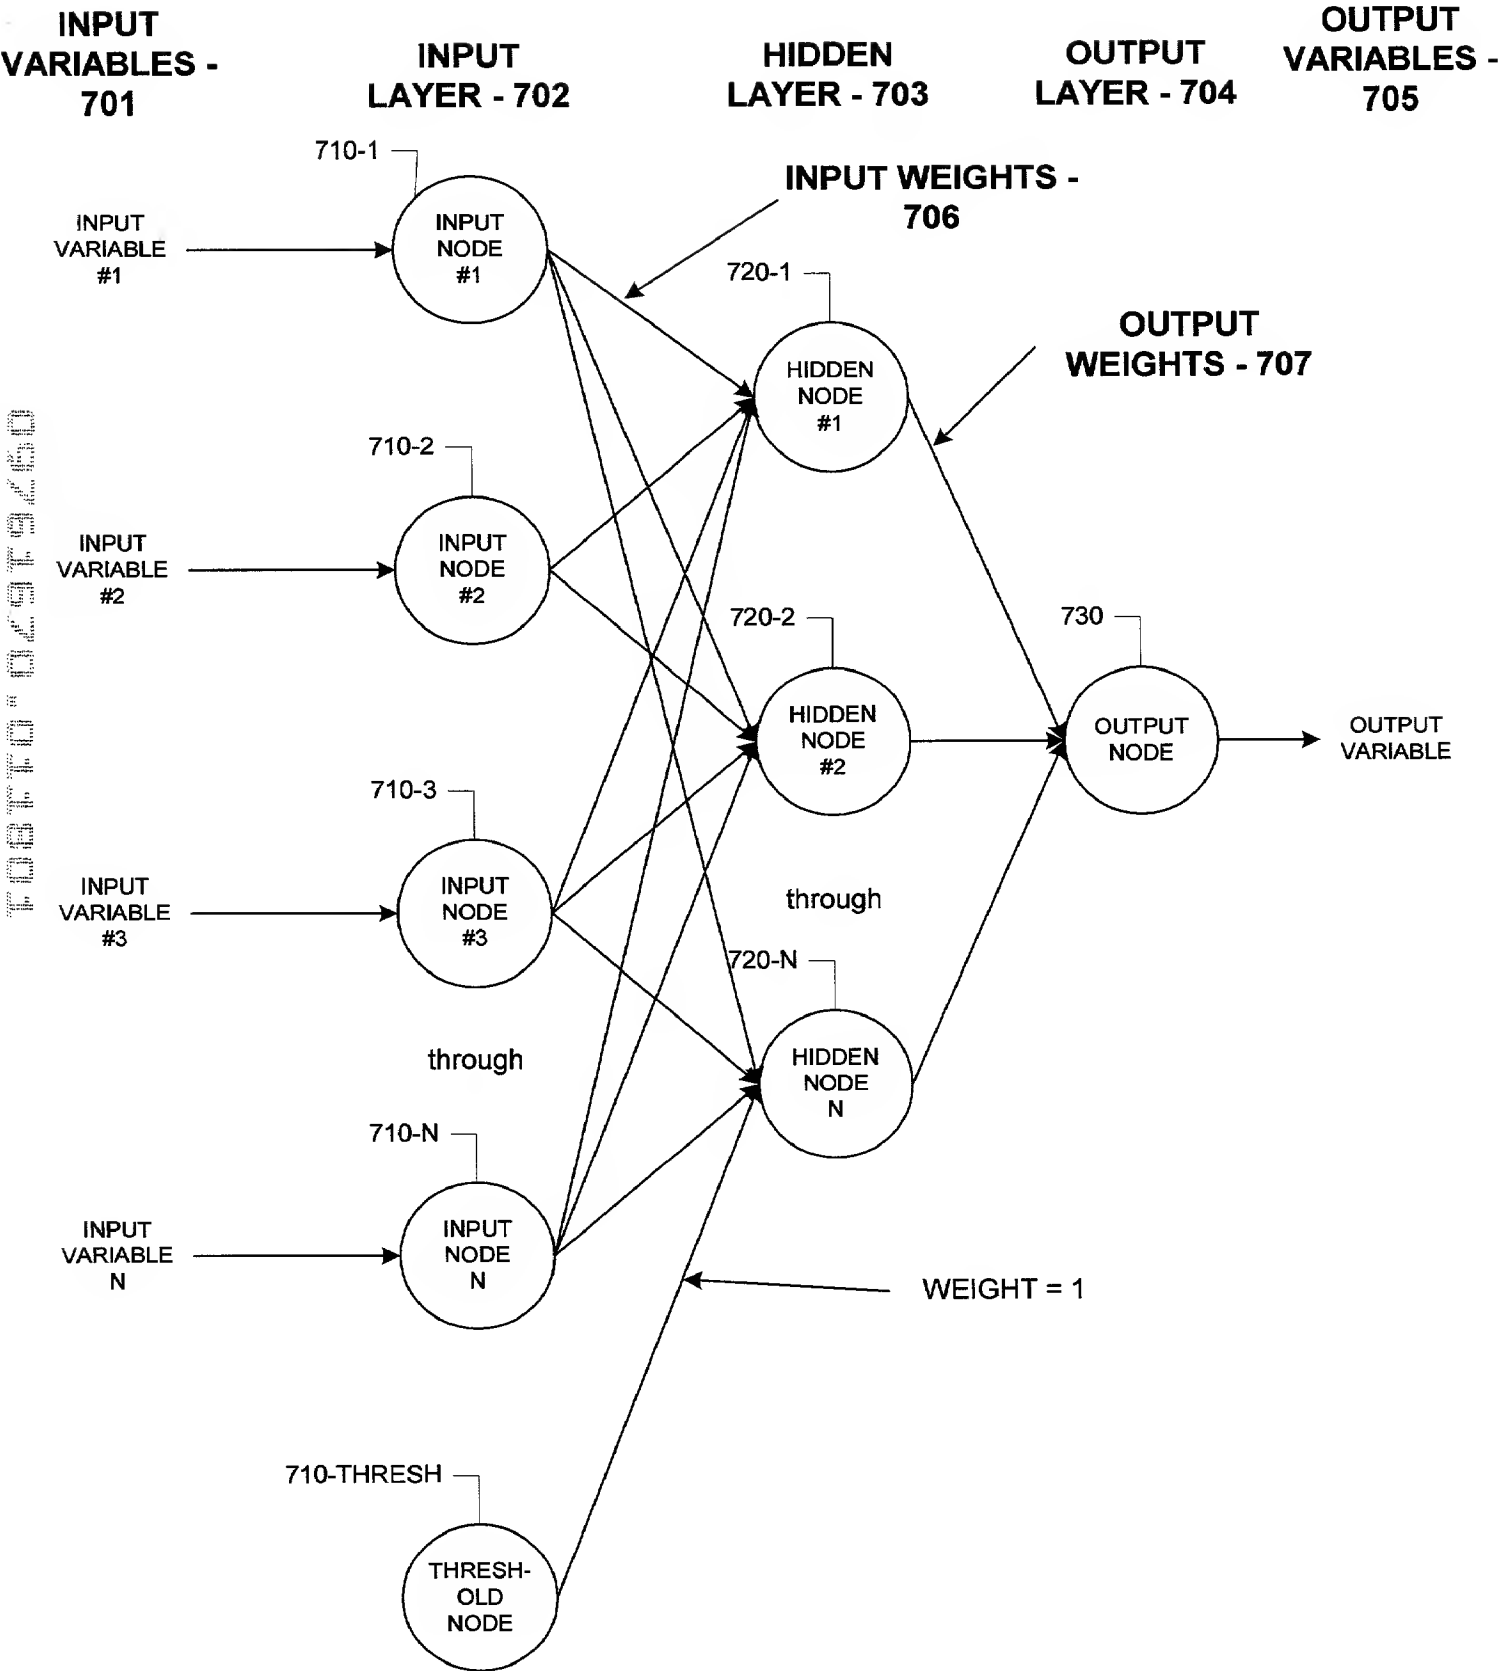 INPUT
VARIABLES -
701
INPUT
LAYER - 702
HIDDEN
LAYER - 703
OUTPUT
LAYER - 704
OUTPUT
VARIABLES -
705
710-1
INPUT WEIGHTS -
706
INPUT
VARIABLE
#1
INPUT
NODE
#1
720-1
OUTPUT
WEIGHTS - 707
HIDDEN
NODE
#1
710-2
INPUT
VARIABLE
#2
INPUT
NODE
#2
720-2
730
HIDDEN
NODE
#2
OUTPUT
NODE
OUTPUT
VARIABLE
710-3
INPUT
VARIABLE
#3
INPUT
NODE
#3
through
720-N
through
HIDDEN
NODE
N
710-N
INPUT
VARIABLE
N
INPUT
NODE
N
WEIGHT = 1
710-THRESH
THRESH-
OLD
NODE